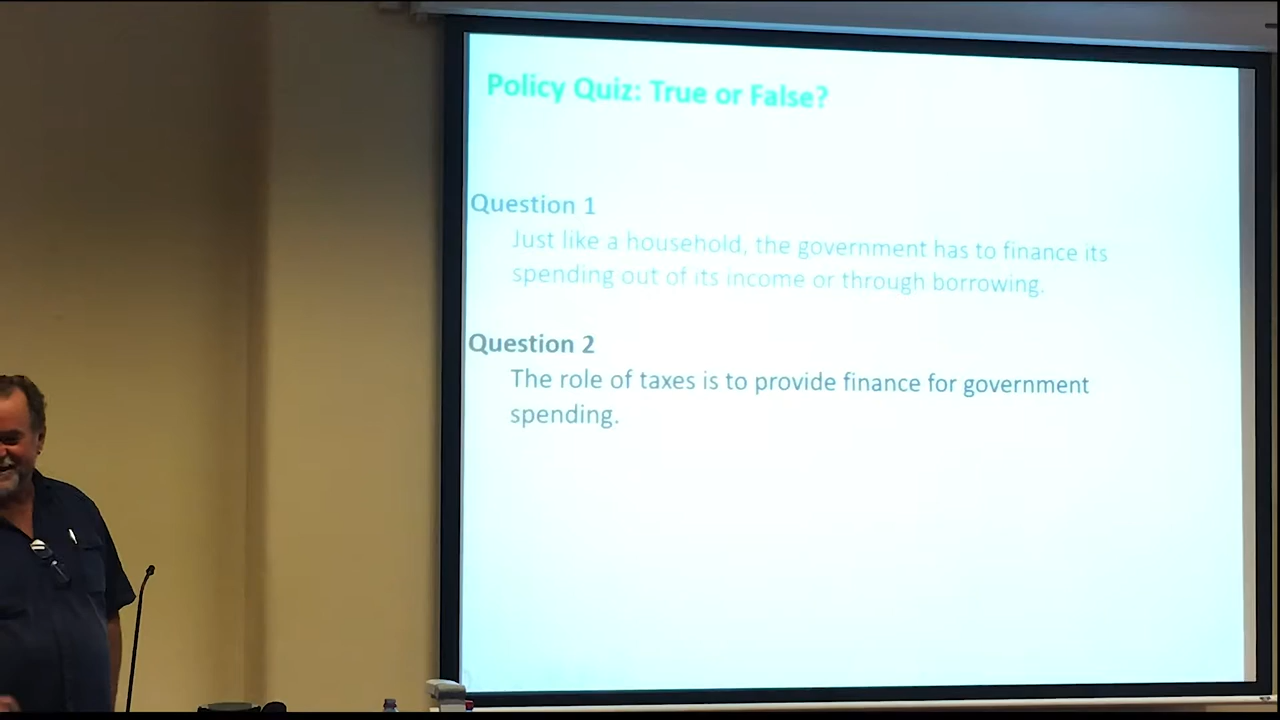 Policy Quiz: True or False?
Question 1
Just like a household, the government has to finance its
spending out of its income or through borrowing.
Question 2
The role of taxes is to provide finance for government
spending.